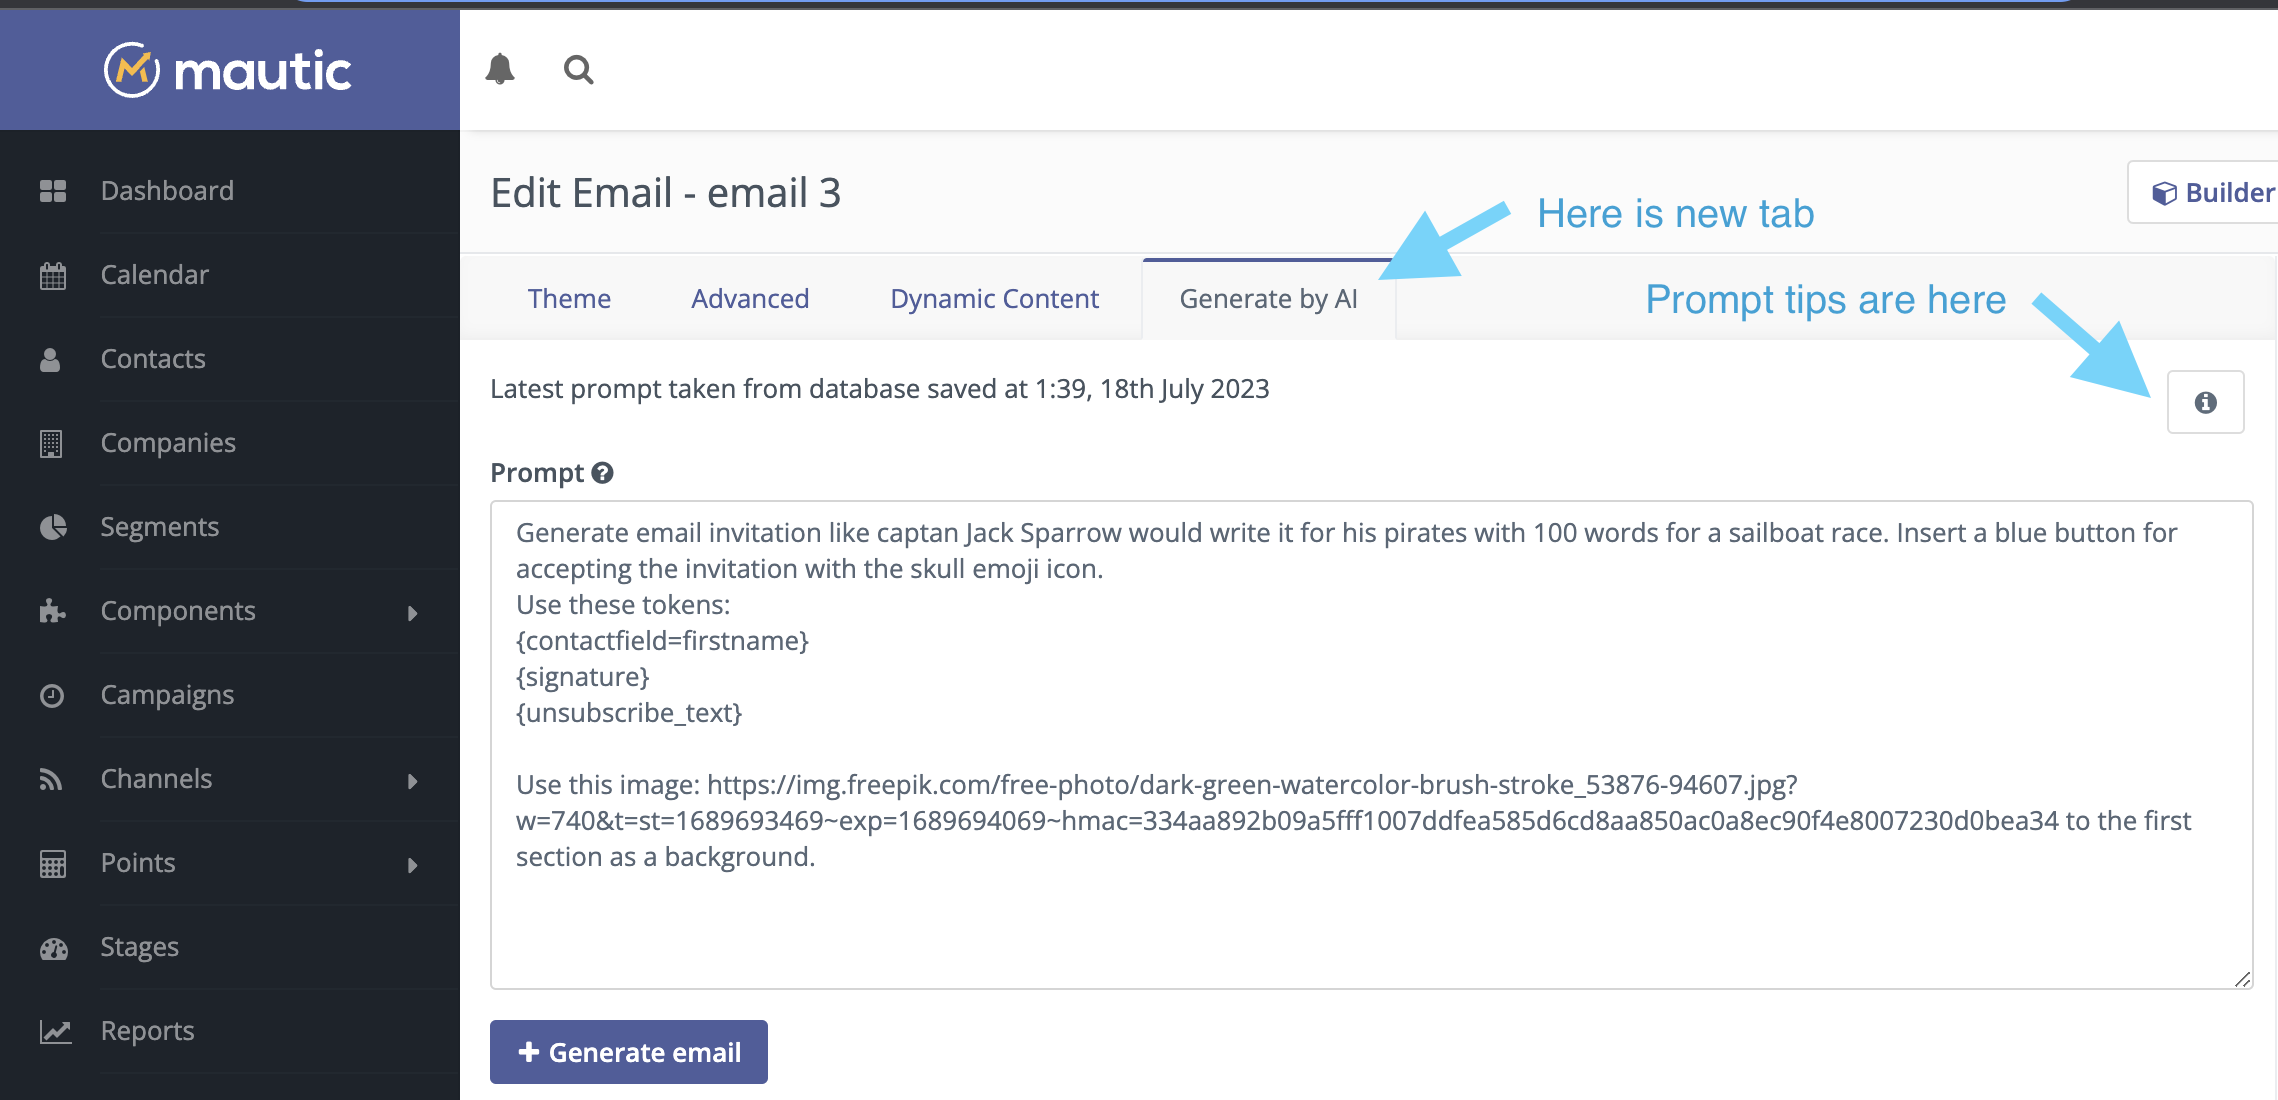 mautic
Dashboard
Calendar
Contacts
Companies
Segments
Components
Campaigns
Channels
Points
Stages
Reports
Edit Email - email 3
Builder
Here is new tab
Theme
Advanced
Dynamic Content
Generate by AI
Prompt tips are here
Latest prompt taken from database saved at 1:39, 18th July 2023
Prompt
Generate email invitation like captan Jack Sparrow would write it for his pirates with 100 words for a sailboat race. Insert a blue button for
accepting the invitation with the skull emoji icon.
Use these tokens:
{contactfield=firstname}
{signature}
{unsubscribe_text}
Use this image: https://img.freepik.com/free-photo/dark-green-watercolor-brush-stroke_53876-94607.jpg?
w=740&t=st=1689693469~exp=1689694069~hmac=334aa892b09a5fff1007ddfea585d6cd8aa850ac0a8ec90f4e8007230d0bea34 to the first
section as a background.
Generate email